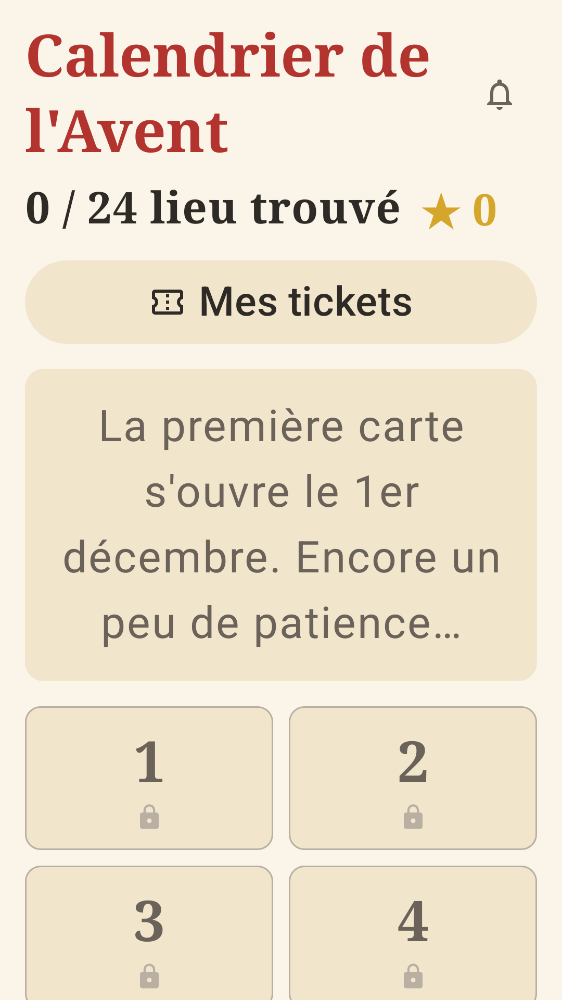 Calendrier de
l'Avent
0 / 24 lieu trouvé ★ 0
Mes tickets
La première carte
s'ouvre le 1er
décembre. Encore un
peu de patience…
1
2
3
4